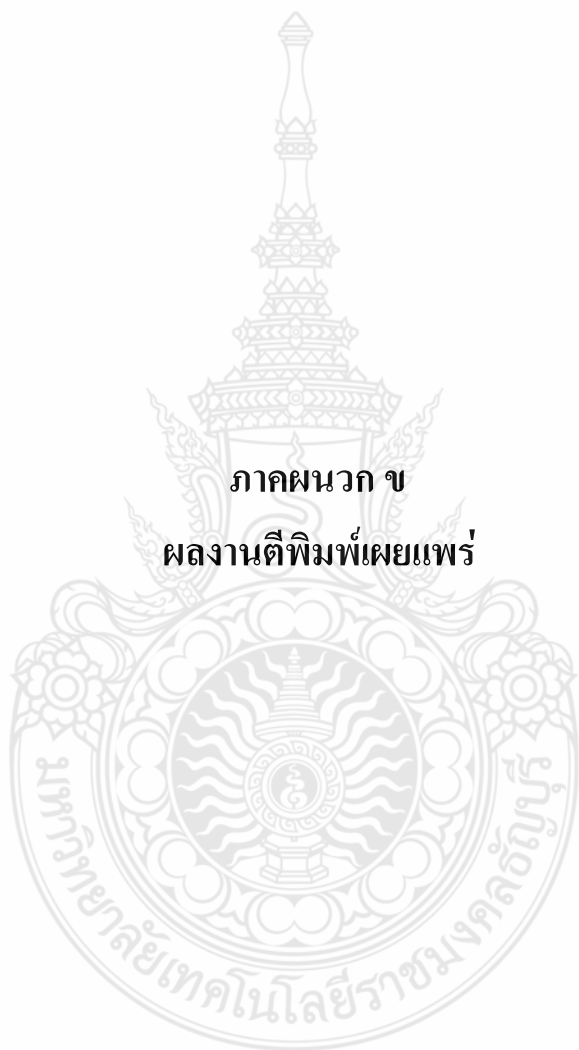 ภาคผนวก ข
ผลงานตีพิมพ์เผยแพร่
มหาวิทยาลัยเทคโนโลยีราชมงคลธัญบุรี